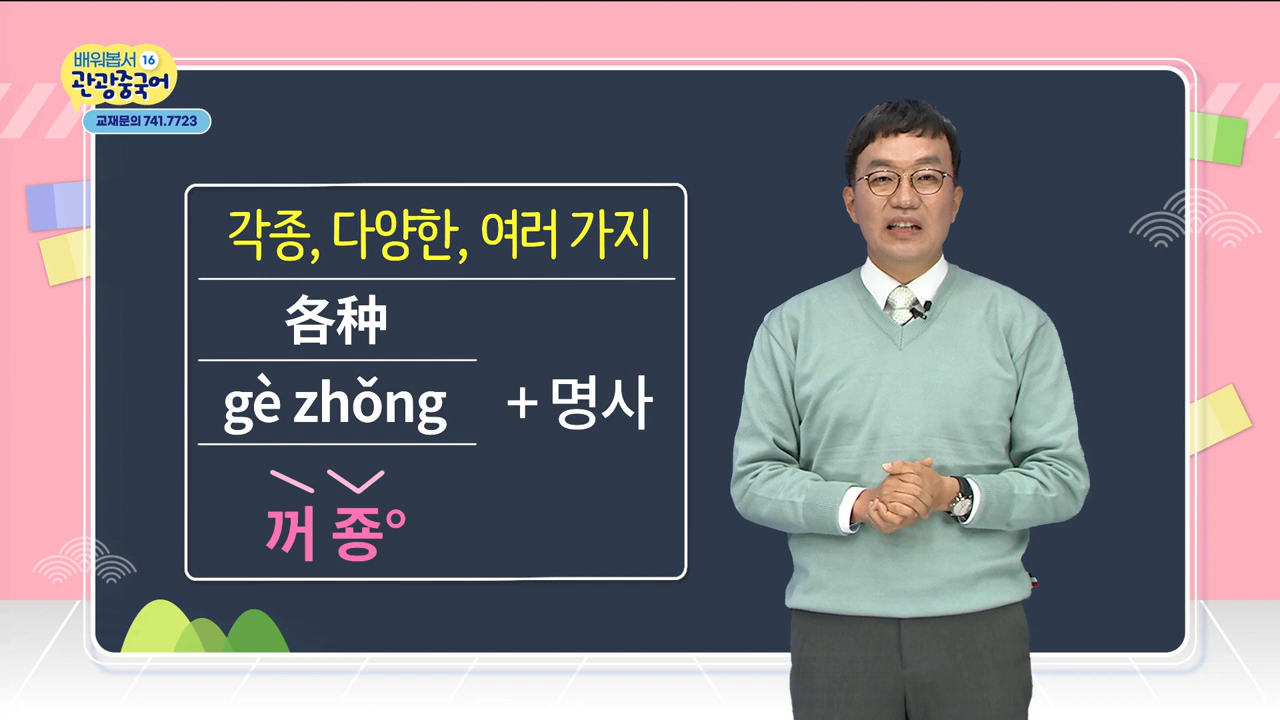 배워봅서 16
관광중국어
교재문의 741.7723
각종, 다양한, 여러 가지
各种
gè zhǒng
+ 명사
꺼 죵°